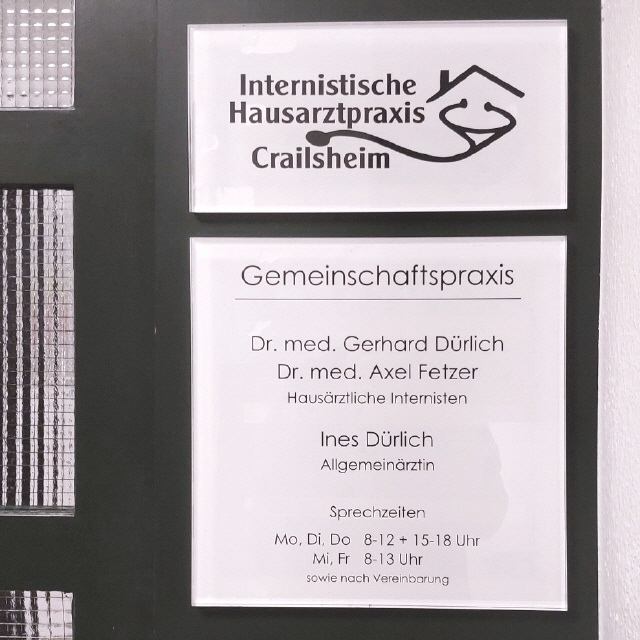 Internistische
Hausarztpraxis
Crailsheim
Gemeinschaftspraxis
Dr. med. Gerhard Dürlich
Dr. med. Axel Fetzer
Hausärztliche Internisten
Ines Dürlich
Allgemeinärztin
Sprechzeiten
Mo, Di, Do 8-12 + 15-18 Uhr
Mi, Fr 8-13 Uhr
sowie nach Vereinbarung